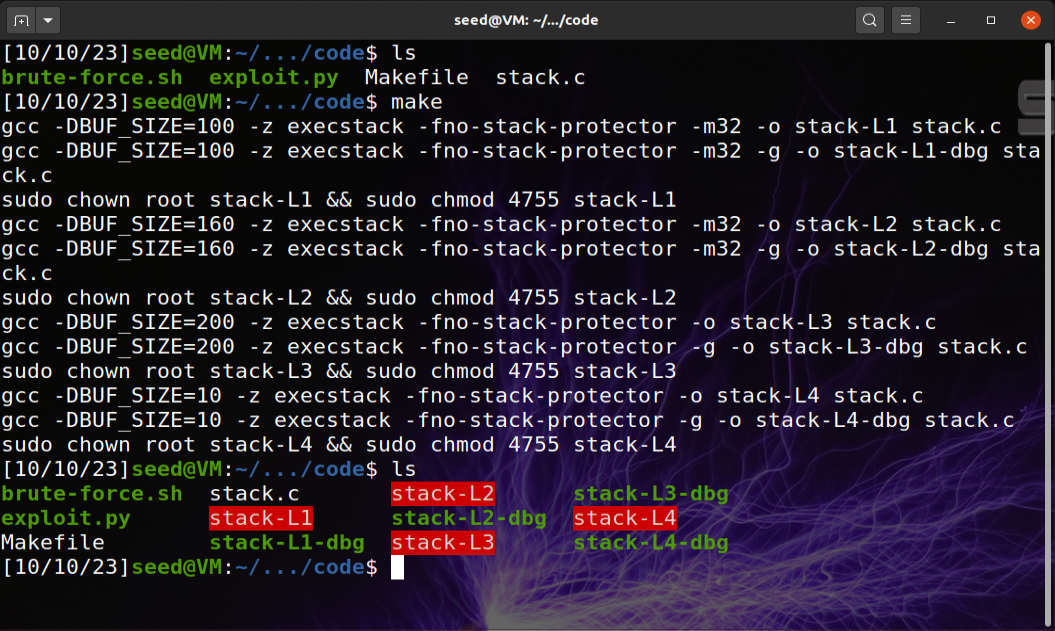 seed@VM: ~/.../code
[10/10/23]seed@VM:~/.../code$ ls
brute-force.sh  exploit.py  Makefile  stack.c
[10/10/23]seed@VM:~/.../code$ make
gcc -DBUF_SIZE=100 -z execstack -fno-stack-protector -m32 -o stack-L1 stack.c
gcc -DBUF_SIZE=100 -z execstack -fno-stack-protector -m32 -g -o stack-L1-dbg sta
ck.c
sudo chown root stack-L1 && sudo chmod 4755 stack-L1
gcc -DBUF_SIZE=160 -z execstack -fno-stack-protector -m32 -o stack-L2 stack.c
gcc -DBUF_SIZE=160 -z execstack -fno-stack-protector -m32 -g -o stack-L2-dbg sta
ck.c
sudo chown root stack-L2 && sudo chmod 4755 stack-L2
gcc -DBUF_SIZE=200 -z execstack -fno-stack-protector -o stack-L3 stack.c
gcc -DBUF_SIZE=200 -z execstack -fno-stack-protector -g -o stack-L3-dbg stack.c
sudo chown root stack-L3 && sudo chmod 4755 stack-L3
gcc -DBUF_SIZE=10 -z execstack -fno-stack-protector -o stack-L4 stack.c
gcc -DBUF_SIZE=10 -z execstack -fno-stack-protector -g -o stack-L4-dbg stack.c
sudo chown root stack-L4 && sudo chmod 4755 stack-L4
[10/10/23]seed@VM:~/.../code$ ls
brute-force.sh  stack.c       stack-L2      stack-L3-dbg
exploit.py      stack-L1      stack-L2-dbg  stack-L4
Makefile        stack-L1-dbg  stack-L3      stack-L4-dbg
[10/10/23]seed@VM:~/.../code$